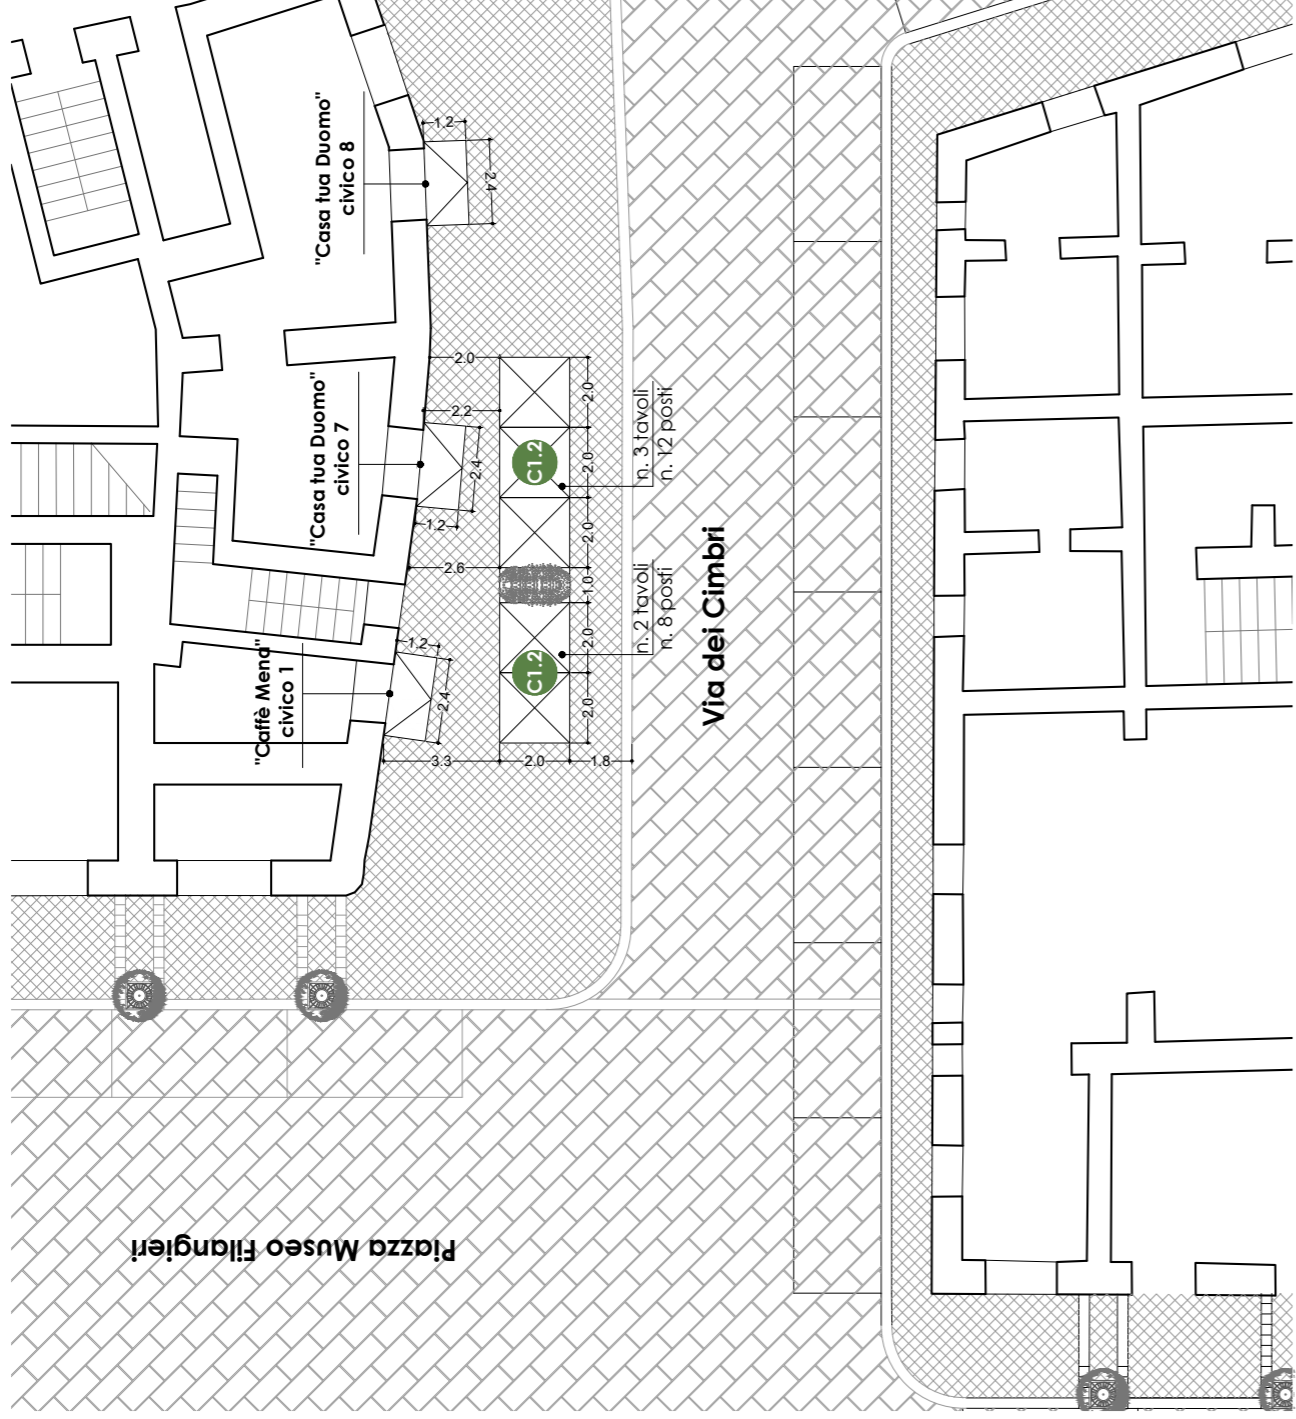 "Casa tua Duomo"
civico 8
1.2
2.4
"Casa tua Duomo"
civico 7
2.0
2.2
2.4
1.2
2.6
2.0
2.0
2.0
1.0
2.0
2.0
C1.2
n. 3 tavoli
n. 12 posti
"Caffè Mena"
civico 1
1.2
2.4
C1.2
n. 2 tavoli
n. 8 posti
3.3
2.0
1.8
Via dei Cimbri
Piazza Museo Filangieri